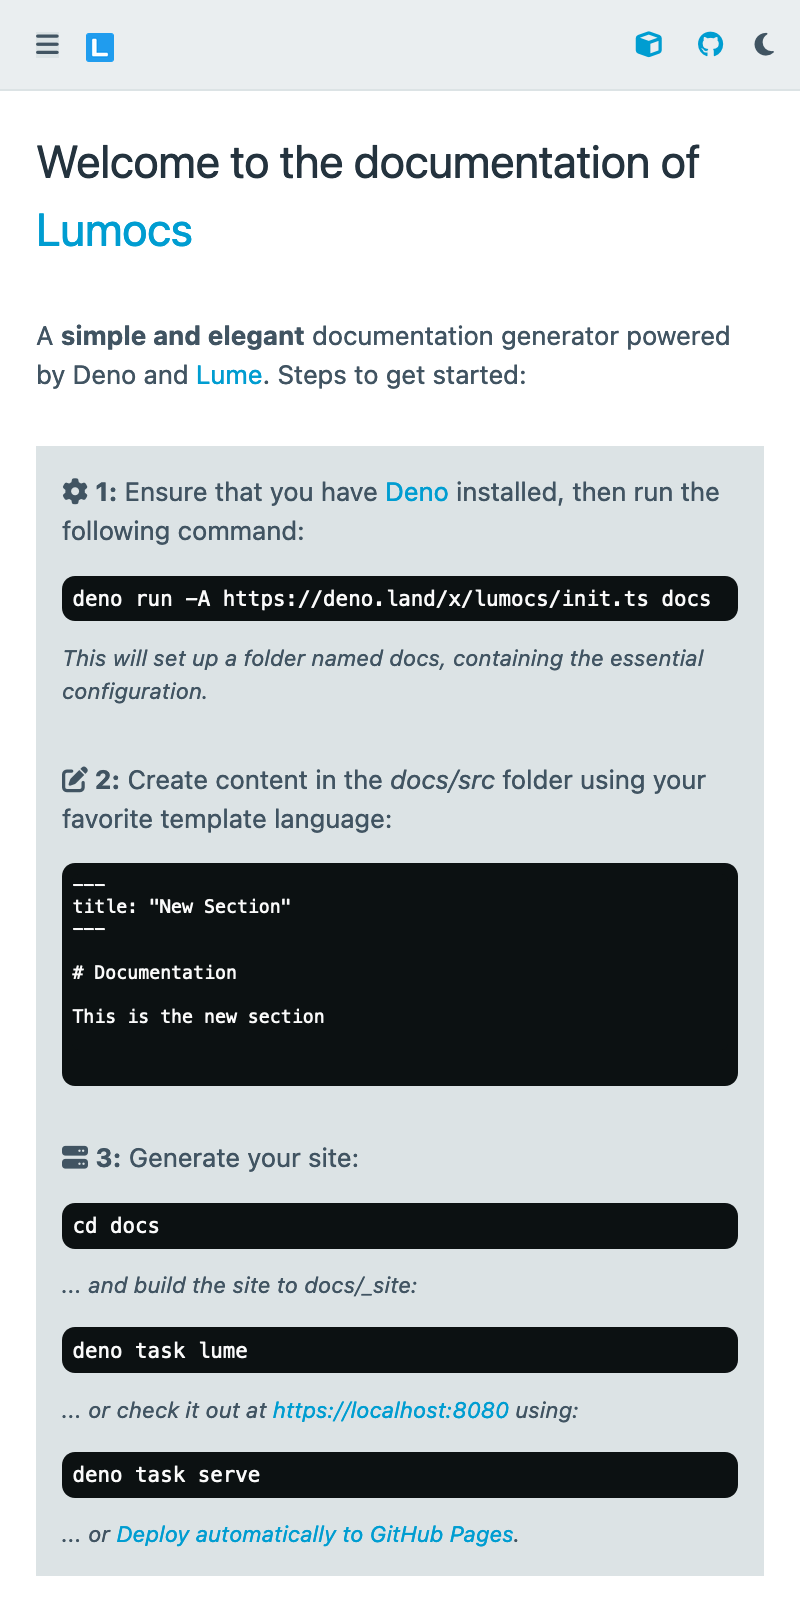 L
Welcome to the documentation of
Lumocs
A simple and elegant documentation generator powered
by Deno and Lume. Steps to get started:
1: Ensure that you have Deno installed, then run the
following command:
deno run -A https://deno.land/x/lumocs/init.ts docs
This will set up a folder named docs, containing the essential
configuration.
2: Create content in the docs/src folder using your
favorite template language:
---
title: "New Section"
---
# Documentation
This is the new section
3: Generate your site:
cd docs
... and build the site to docs/_site:
deno task lume
... or check it out at https://localhost:8080 using:
deno task serve
... or Deploy automatically to GitHub Pages.